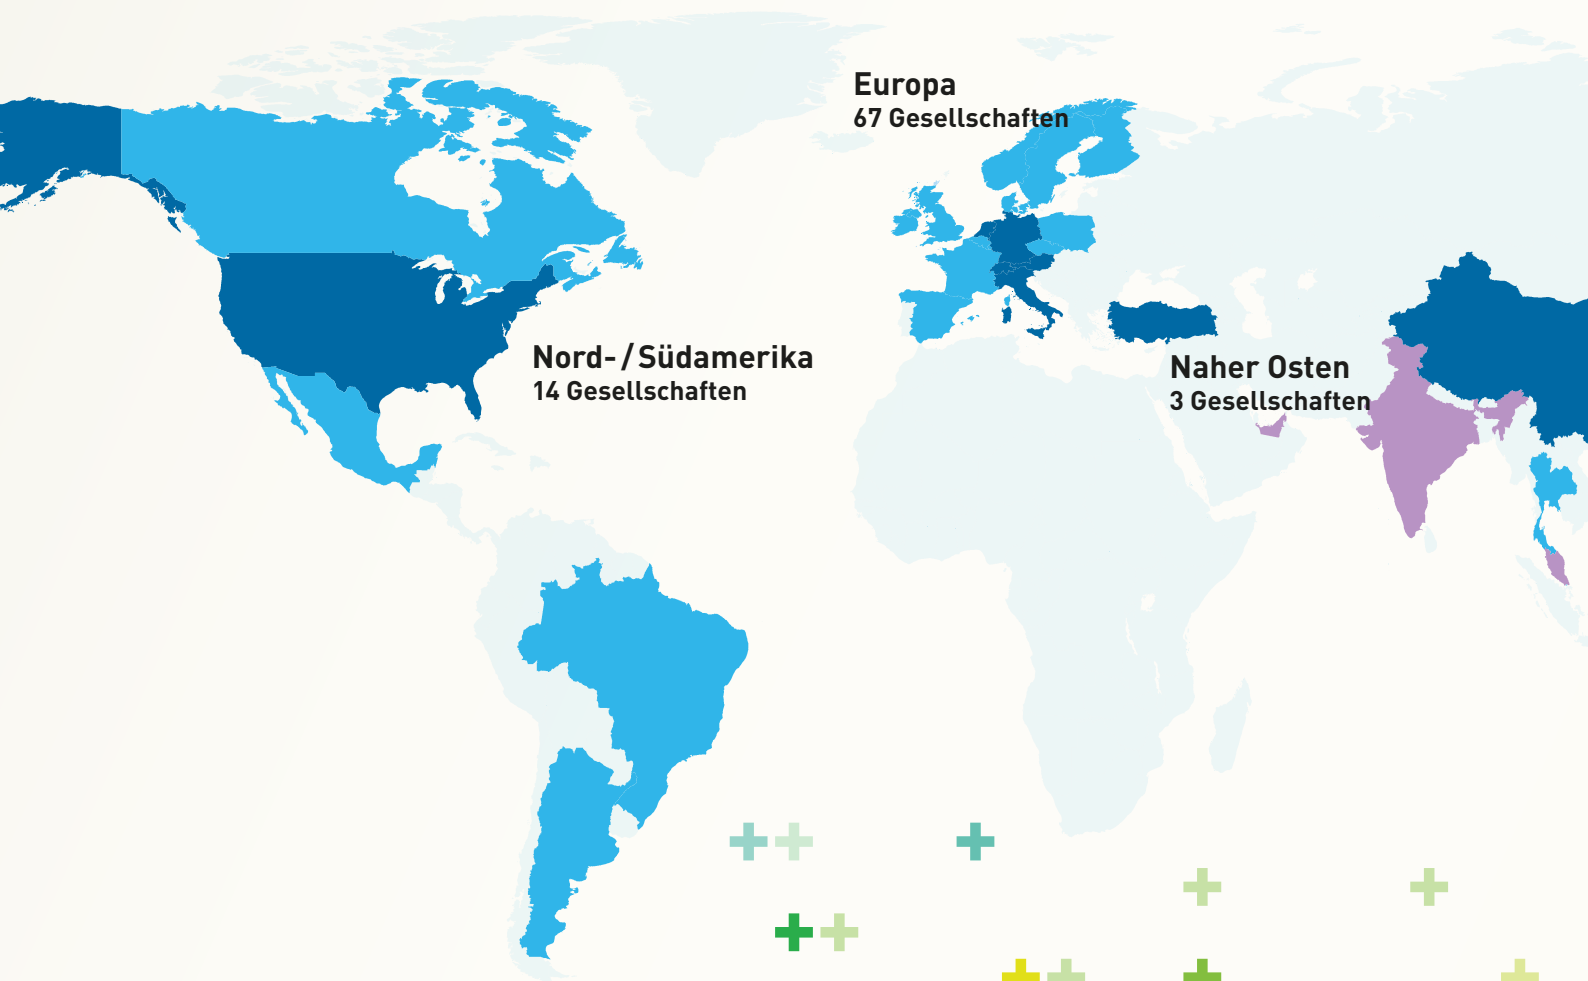 Europa
67 Gesellschaften
Nord- / Südamerika
14 Gesellschaften
Naher Osten
3 Gesellschaften